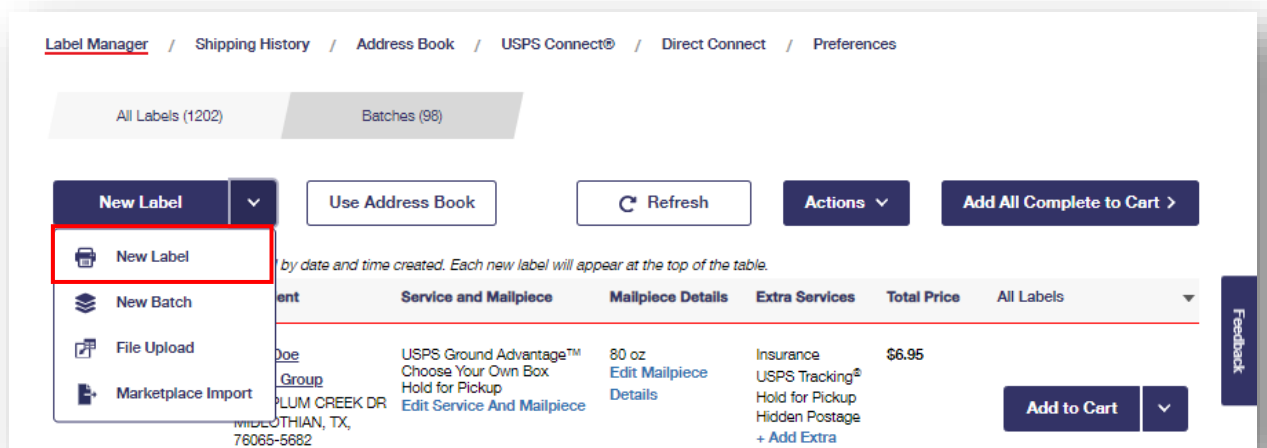 Label Manager / Shipping History / Address Book / USPS Connect® / Direct Connect / Preferences
All Labels (1202) Batches (98)
New Label Use Address Book Refresh Actions Add All Complete to Cart >
New Label
by date and time created. Each new label will appear at the top of the table.
New Batch
ent Service and Mailpiece Mailpiece Details Extra Services Total Price All Labels
File Upload
Marketplace Import
Doe
Group
PLUM CREEK DR
MIDLOTHIAN, TX,
76065-5682
USPS Ground Advantage™
Choose Your Own Box
Hold for Pickup
Edit Service And Mailpiece
80 oz
Edit Mailpiece
Details
Insurance
USPS Tracking®
Hold for Pickup
Hidden Postage
+ Add Extra
$6.95
Add to Cart
Feedback